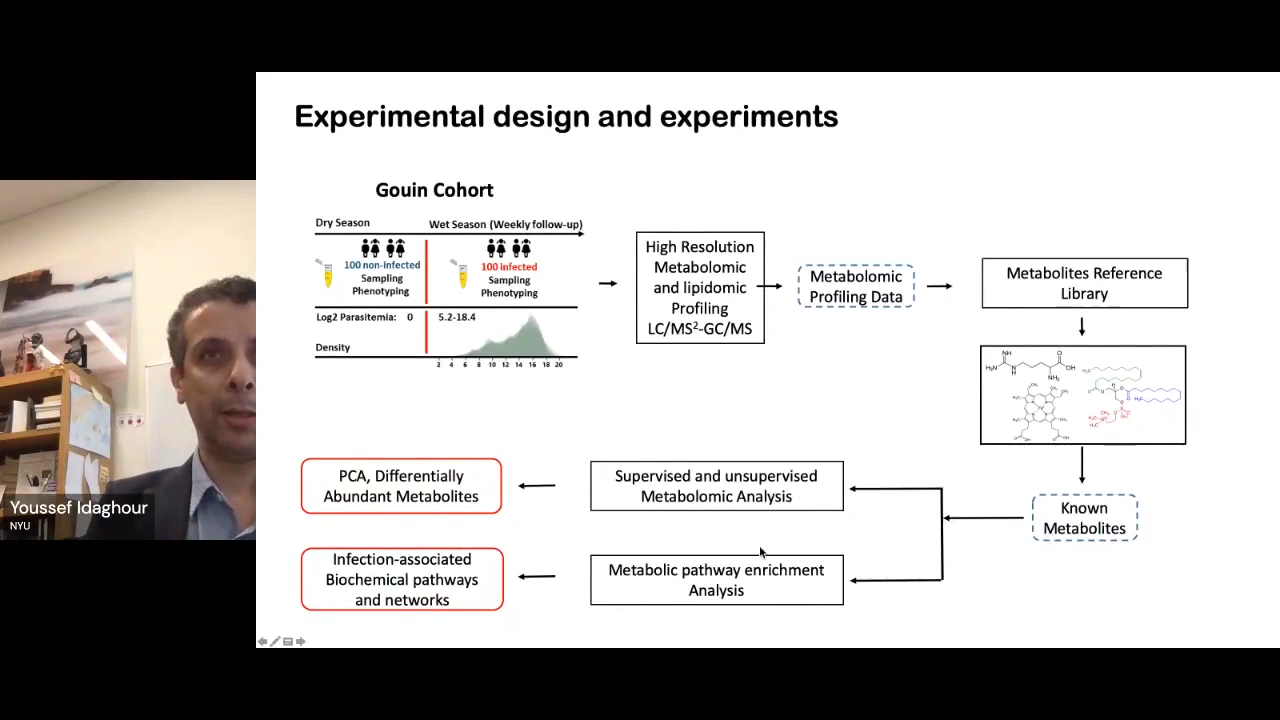 Experimental design and experiments
Gouin Cohort
Dry Season
Wet Season (Weekly follow-up)
100 non-infected
Sampling
Phenotyping
100 infected
Sampling
Phenotyping
Log2 Parasitemia: 0
5.2-18.4
Density
2 4 6 8 10 12 14 16 18 20
High Resolution
Metabolomic
and lipidomic
Profiling
LC/MS²-GC/MS
Metabolomic
Profiling Data
Metabolites Reference
Library
Known
Metabolites
Supervised and unsupervised
Metabolomic Analysis
PCA, Differentially
Abundant Metabolites
Metabolic pathway enrichment
Analysis
Infection-associated
Biochemical pathways
and networks
Youssef Idaghour
NYU